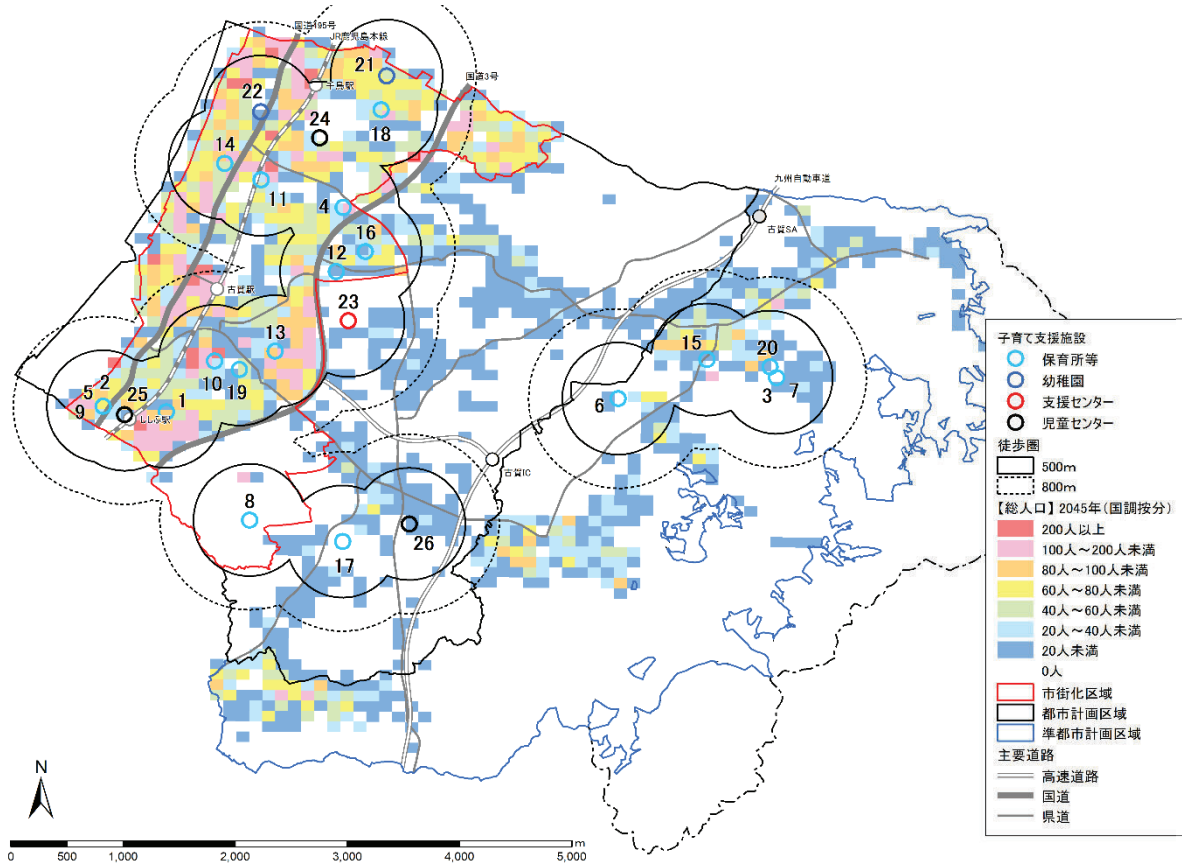 国道495号
JR鹿児島本線
21
国道3号
22
千鳥駅
24
18
14
11
九州自動車道
4
古賀SA
16
12
古賀駅
23
13
15
20
10
19
3
7
2
5
9
25
1
ししぶ駅
6
古賀IC
8
17
26
子育て支援施設
保育所等
幼稚園
支援センター
児童センター
徒歩圏
500m
800m
【総人口】2045年(国調按分)
200人以上
100人～200人未満
80人～100人未満
60人～80人未満
40人～60人未満
20人～40人未満
20人未満
0人
市街化区域
都市計画区域
準都市計画区域
主要道路
高速道路
国道
県道
N
0 500 1,000 2,000 3,000 4,000 5,000 m